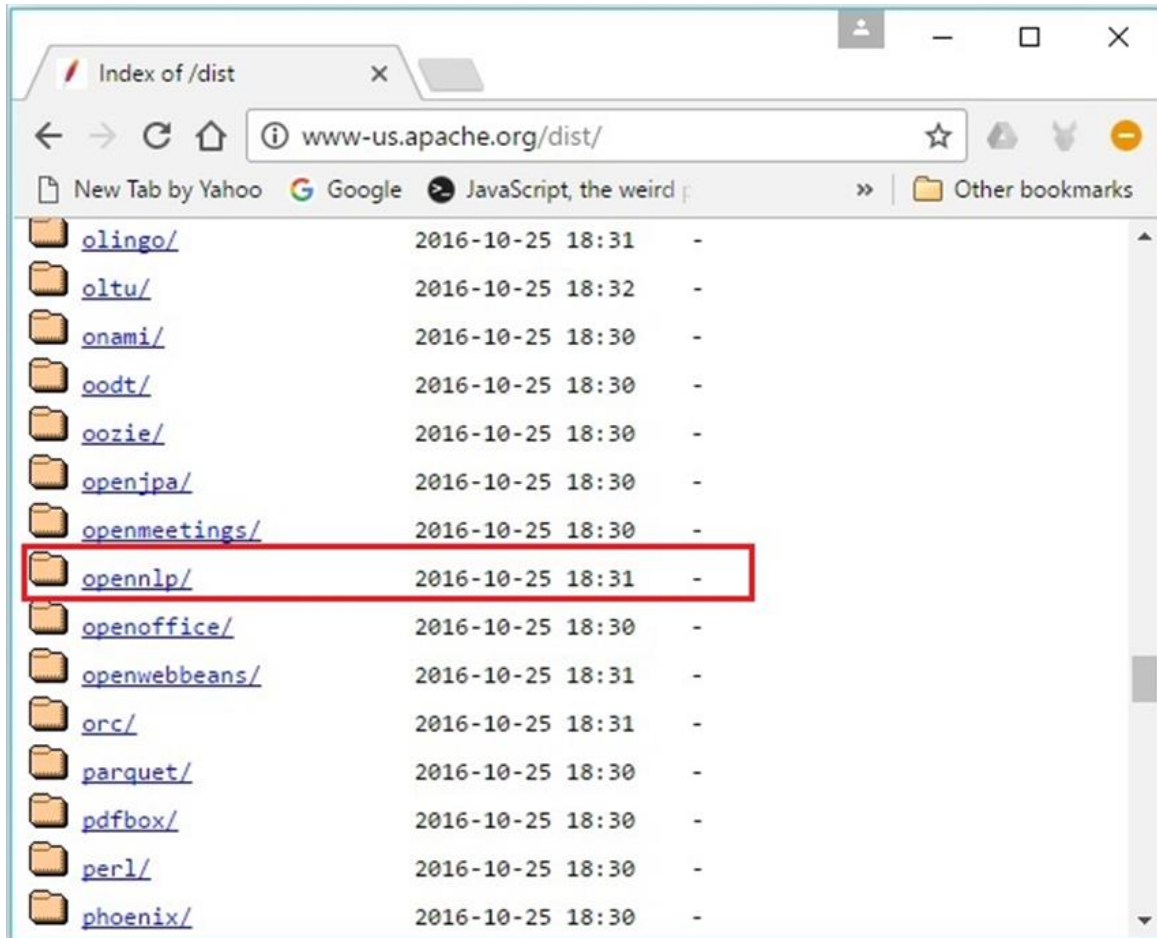 Index of /dist
www-us.apache.org/dist/
New Tab by Yahoo Google JavaScript, the weird » Other bookmarks
olingo/ 2016-10-25 18:31 -
oltu/ 2016-10-25 18:32 -
onami/ 2016-10-25 18:30 -
oodt/ 2016-10-25 18:30 -
oozie/ 2016-10-25 18:30 -
openjpa/ 2016-10-25 18:30 -
openmeetings/ 2016-10-25 18:30 -
opennlp/ 2016-10-25 18:31 -
openoffice/ 2016-10-25 18:30 -
openwebbeans/ 2016-10-25 18:31 -
orc/ 2016-10-25 18:31 -
parquet/ 2016-10-25 18:30 -
pdfbox/ 2016-10-25 18:30 -
perl/ 2016-10-25 18:30 -
phoenix/ 2016-10-25 18:30 -